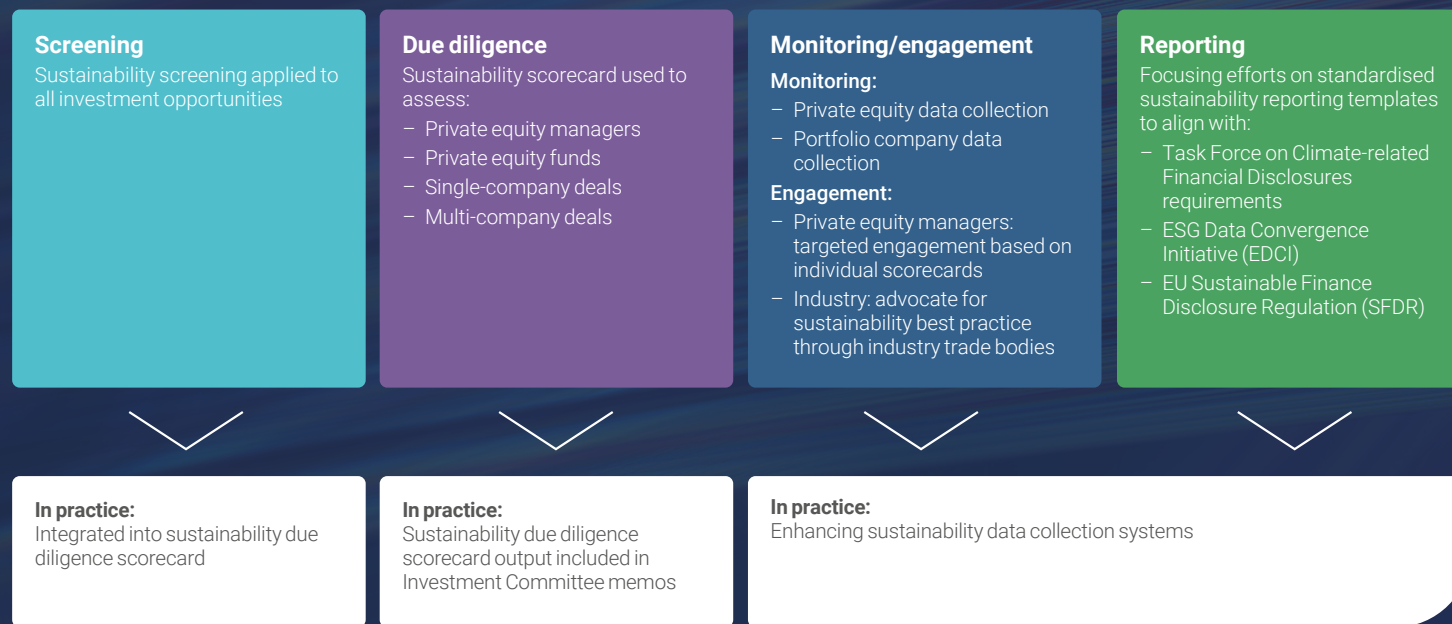 Screening
Sustainability screening applied to
all investment opportunities
Due diligence
Sustainability scorecard used to
assess:
– Private equity managers
– Private equity funds
– Single-company deals
– Multi-company deals
Monitoring/engagement
Monitoring:
– Private equity data collection
– Portfolio company data
collection
Engagement:
– Private equity managers:
targeted engagement based on
individual scorecards
– Industry: advocate for
sustainability best practice
through industry trade bodies
Reporting
Focusing efforts on standardised
sustainability reporting templates
to align with:
– Task Force on Climate-related
Financial Disclosures
requirements
– ESG Data Convergence
Initiative (EDCI)
– EU Sustainable Finance
Disclosure Regulation (SFDR)
In practice:
Integrated into sustainability due
diligence scorecard
In practice:
Sustainability due diligence
scorecard output included in
Investment Committee memos
In practice:
Enhancing sustainability data collection systems